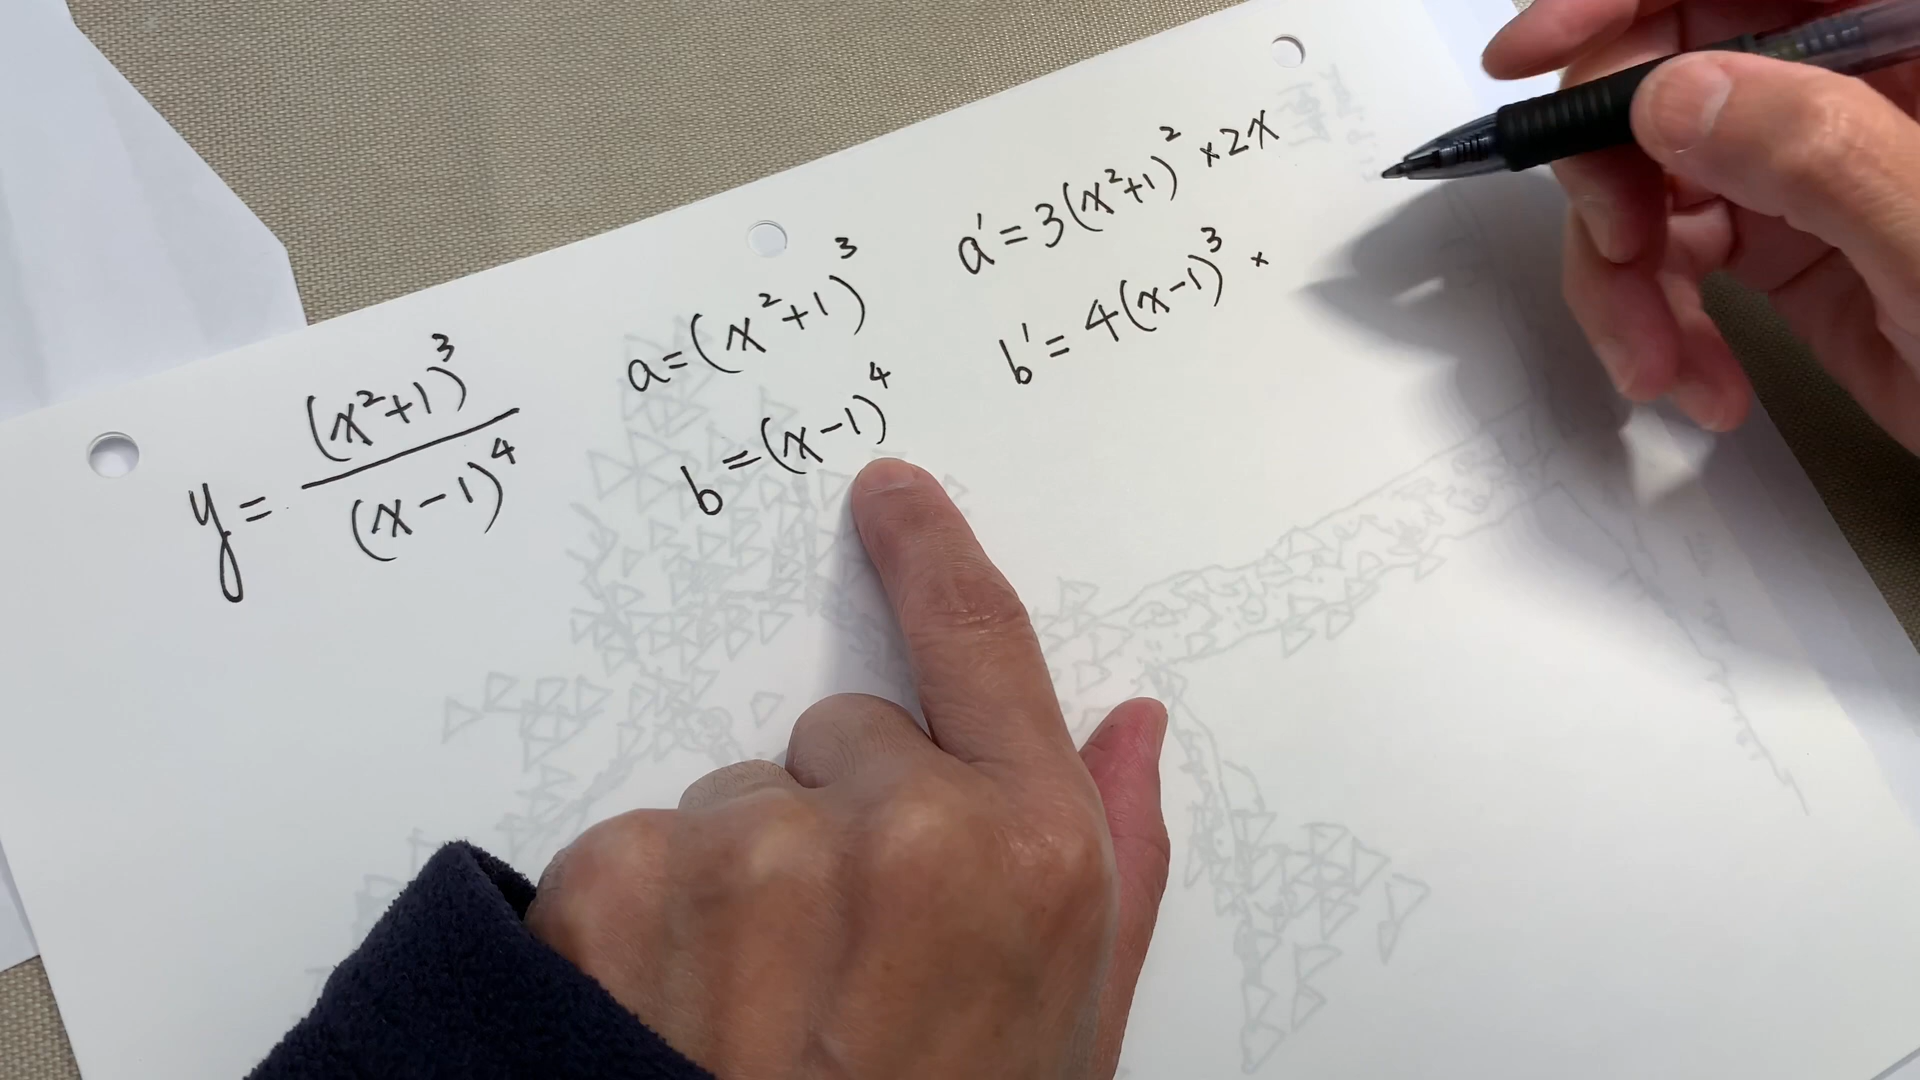 y = (x²+1)³ / (x-1)⁴
a = (x²+1)³
b = (x-1)⁴
a' = 3(x²+1)² × 2x
b' = 4(x-1)³ ×